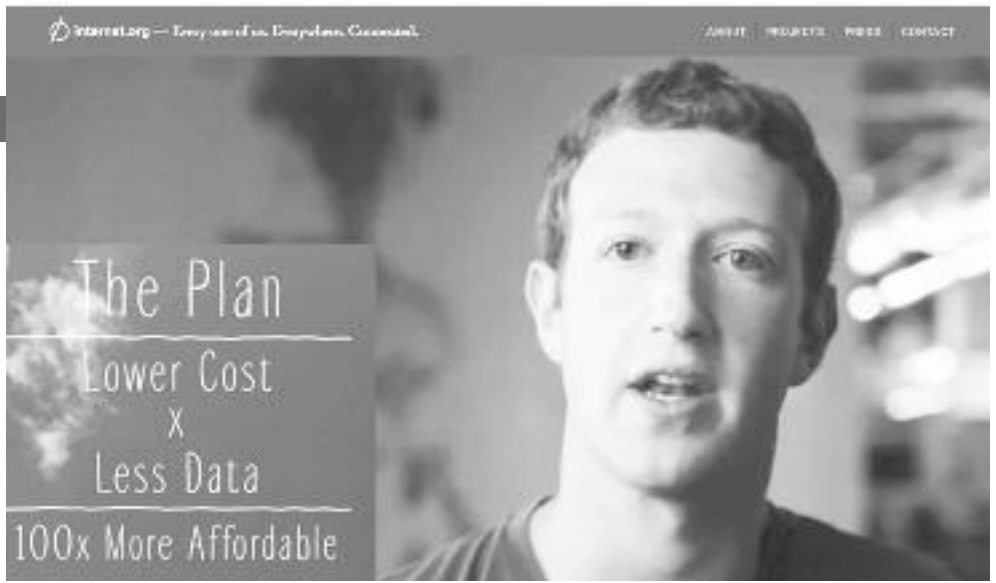 Internet.org — Every one of us. Everywhere. Connected.
ABOUT PROJECTS PRESS CONTACT
The Plan
Lower Cost
x
Less Data
100x More Affordable